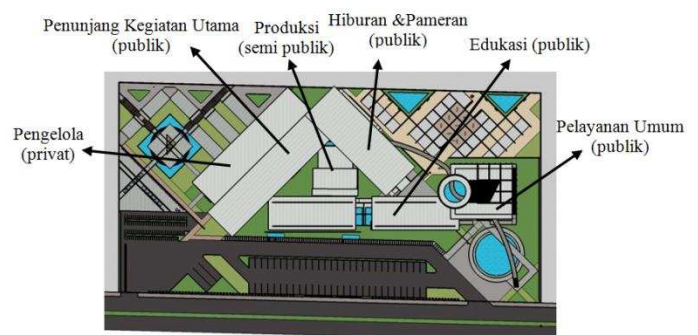 Penunjang Kegiatan Utama
(publik)
Produksi
(semi publik)
Hiburan &Pameran
(publik)
Edukasi (publik)
Pengelola
(privat)
Pelayanan Umum
(publik)